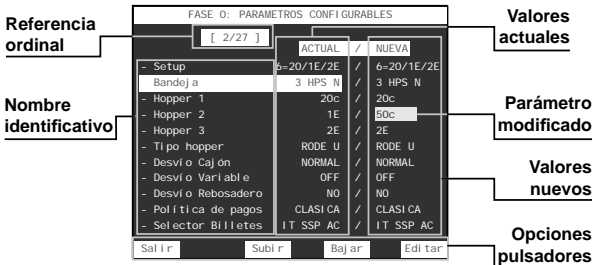 FASE O: PARAMETROS CONFIGURABLES
Referencia ordinal
[ 2/27 ]
Valores actuales
ACTUAL / NUEVA
- Setup 6=20/1E/2E / 6=20/1E/2E
Bandeja 3 HPS N / 3 HPS N
- Hopper 1 20c / 20c
Nombre identificativo
- Hopper 2 1E / 50c
Parámetro modificado
- Hopper 3 2E / 2E
- Tipo hopper RODE U / RODE U
- Desvío Cajón NORMAL / NORMAL
- Desvío Variable OFF / OFF
Valores nuevos
- Desvío Rebosadero NO / NO
- Política de pagos CLASICA / CLASICA
- Selector Billetes IT SSP AC / IT SSP AC
Salir Subir Bajar Editar
Opciones pulsadores